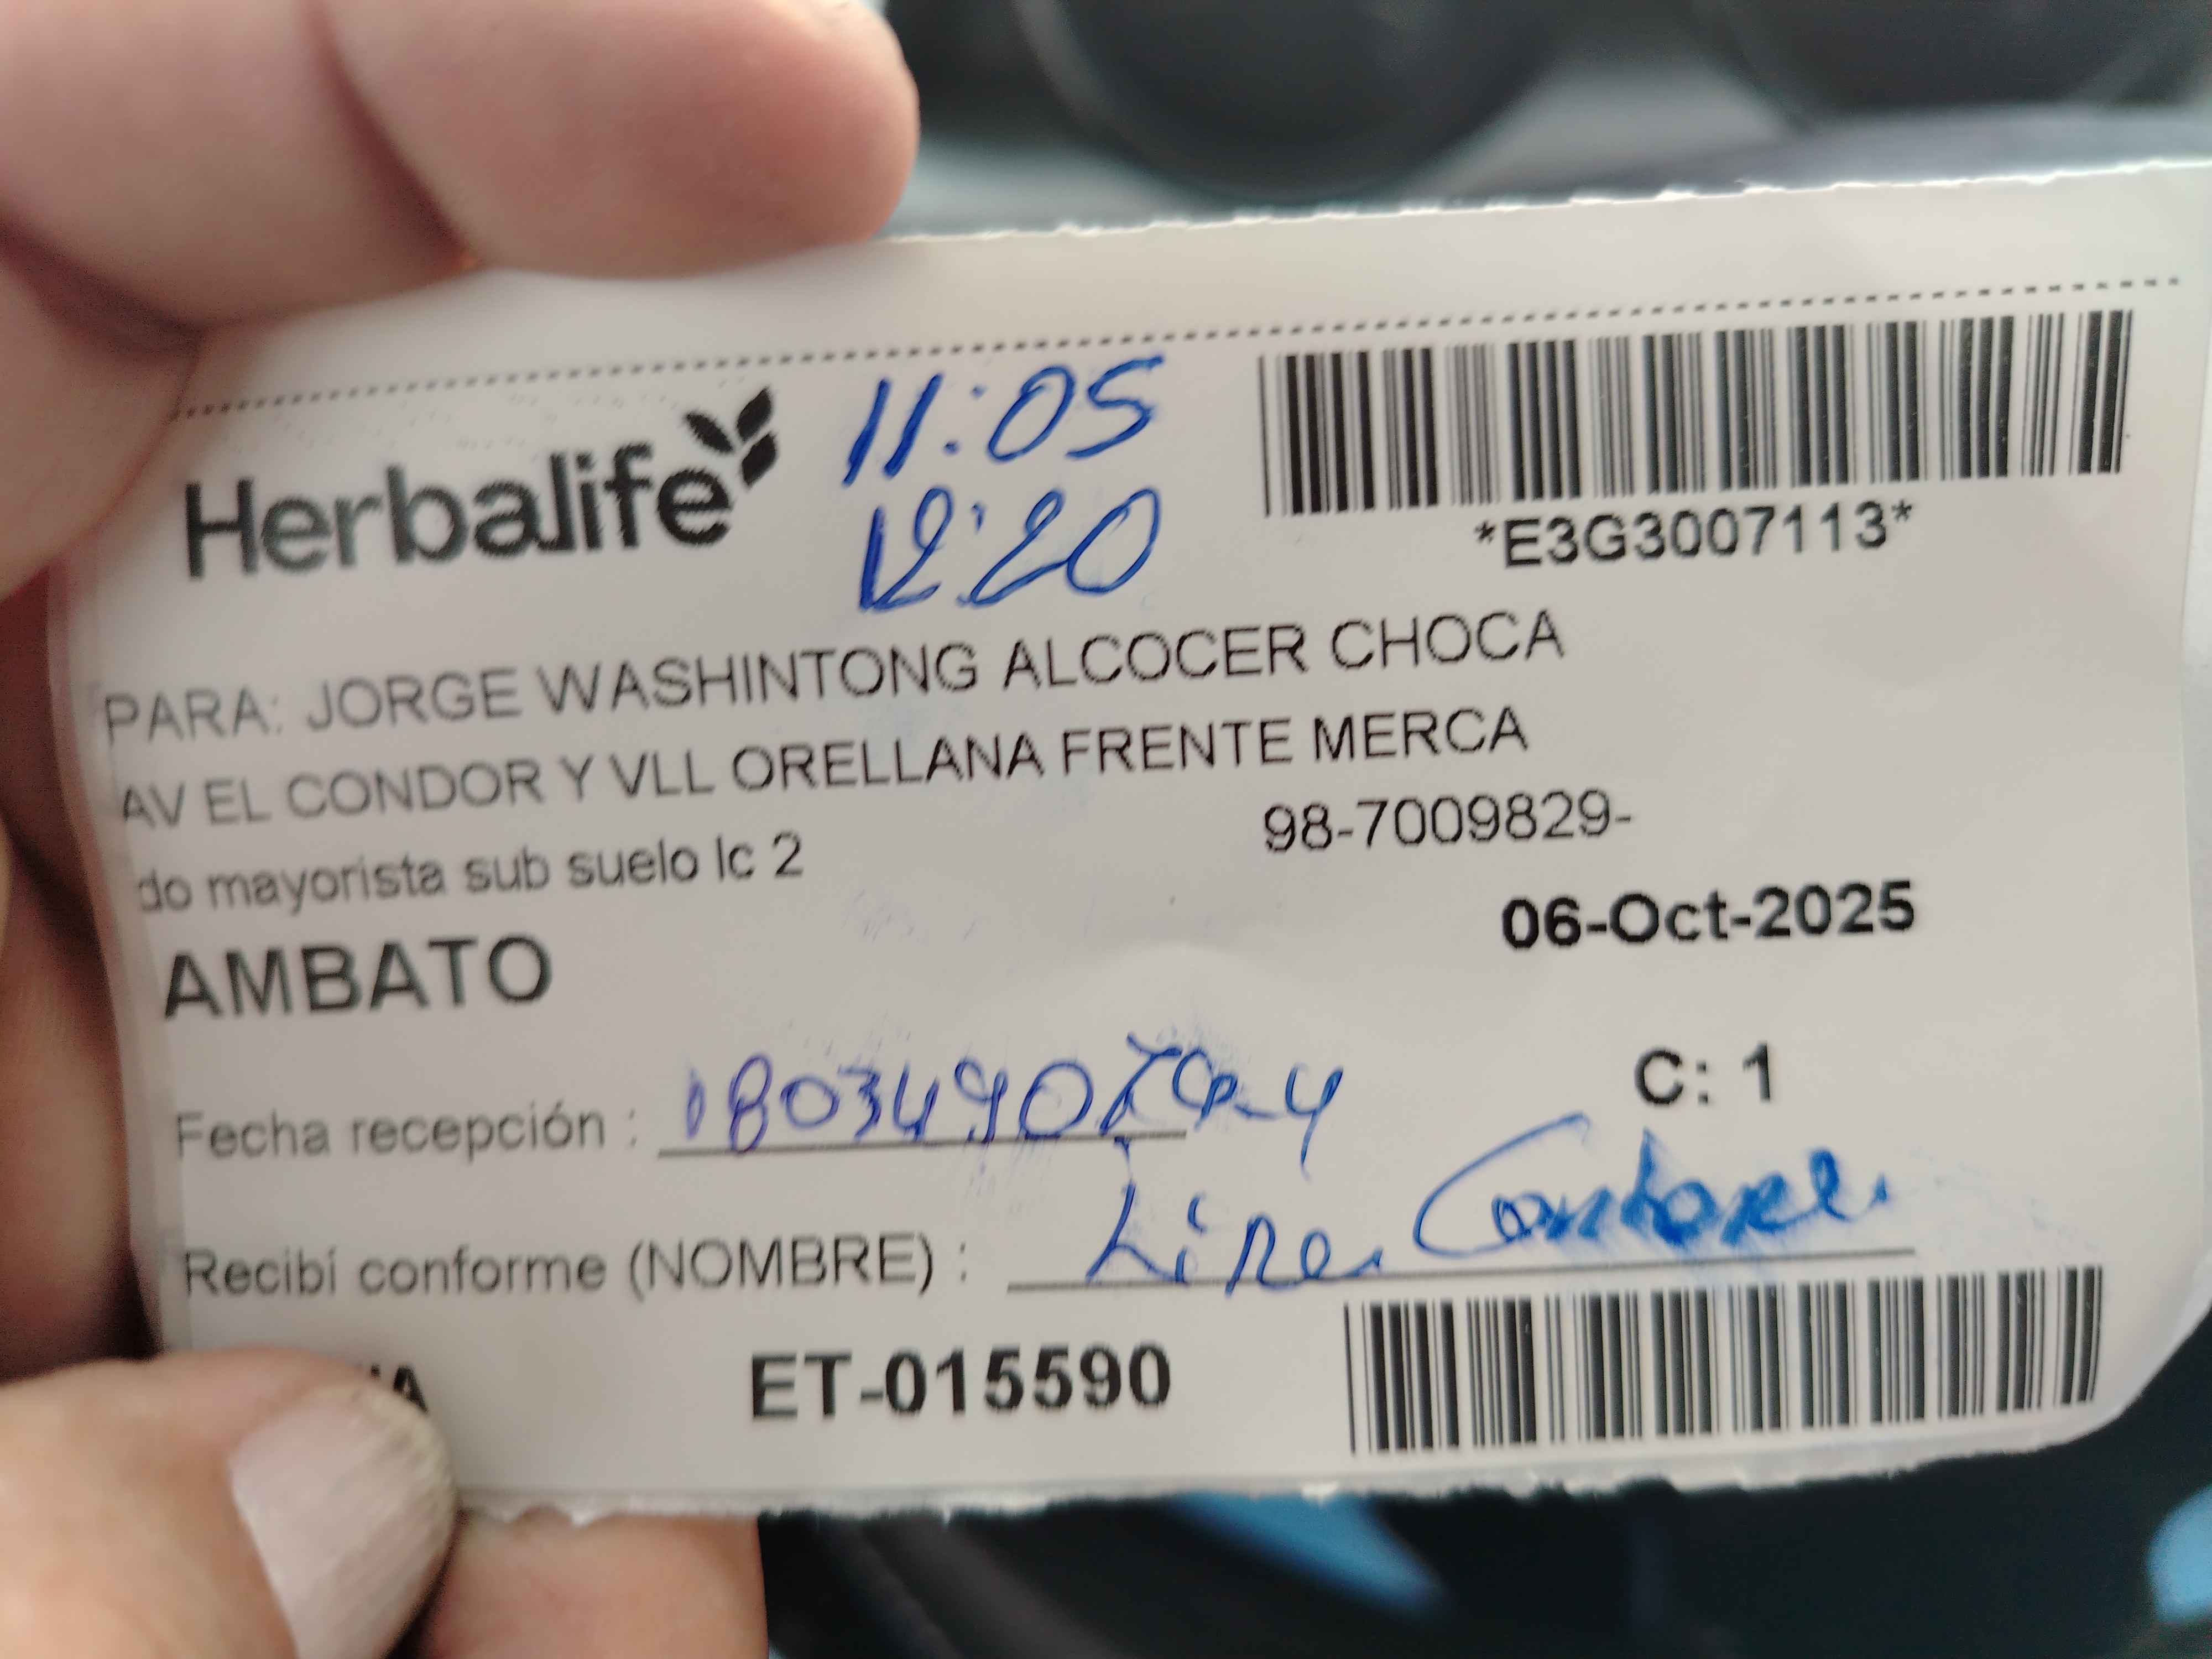 Herbalife
11:05
12:20
*E3G3007113*
PARA: JORGE WASHINTONG ALCOCER CHOCA
AV EL CONDOR Y VLL ORELLANA FRENTE MERCA
do mayorista sub suelo lc 2
98-7009829-
06-Oct-2025
AMBATO
C: 1
Fecha recepción :
Recibí conforme (NOMBRE) :
ET-015590